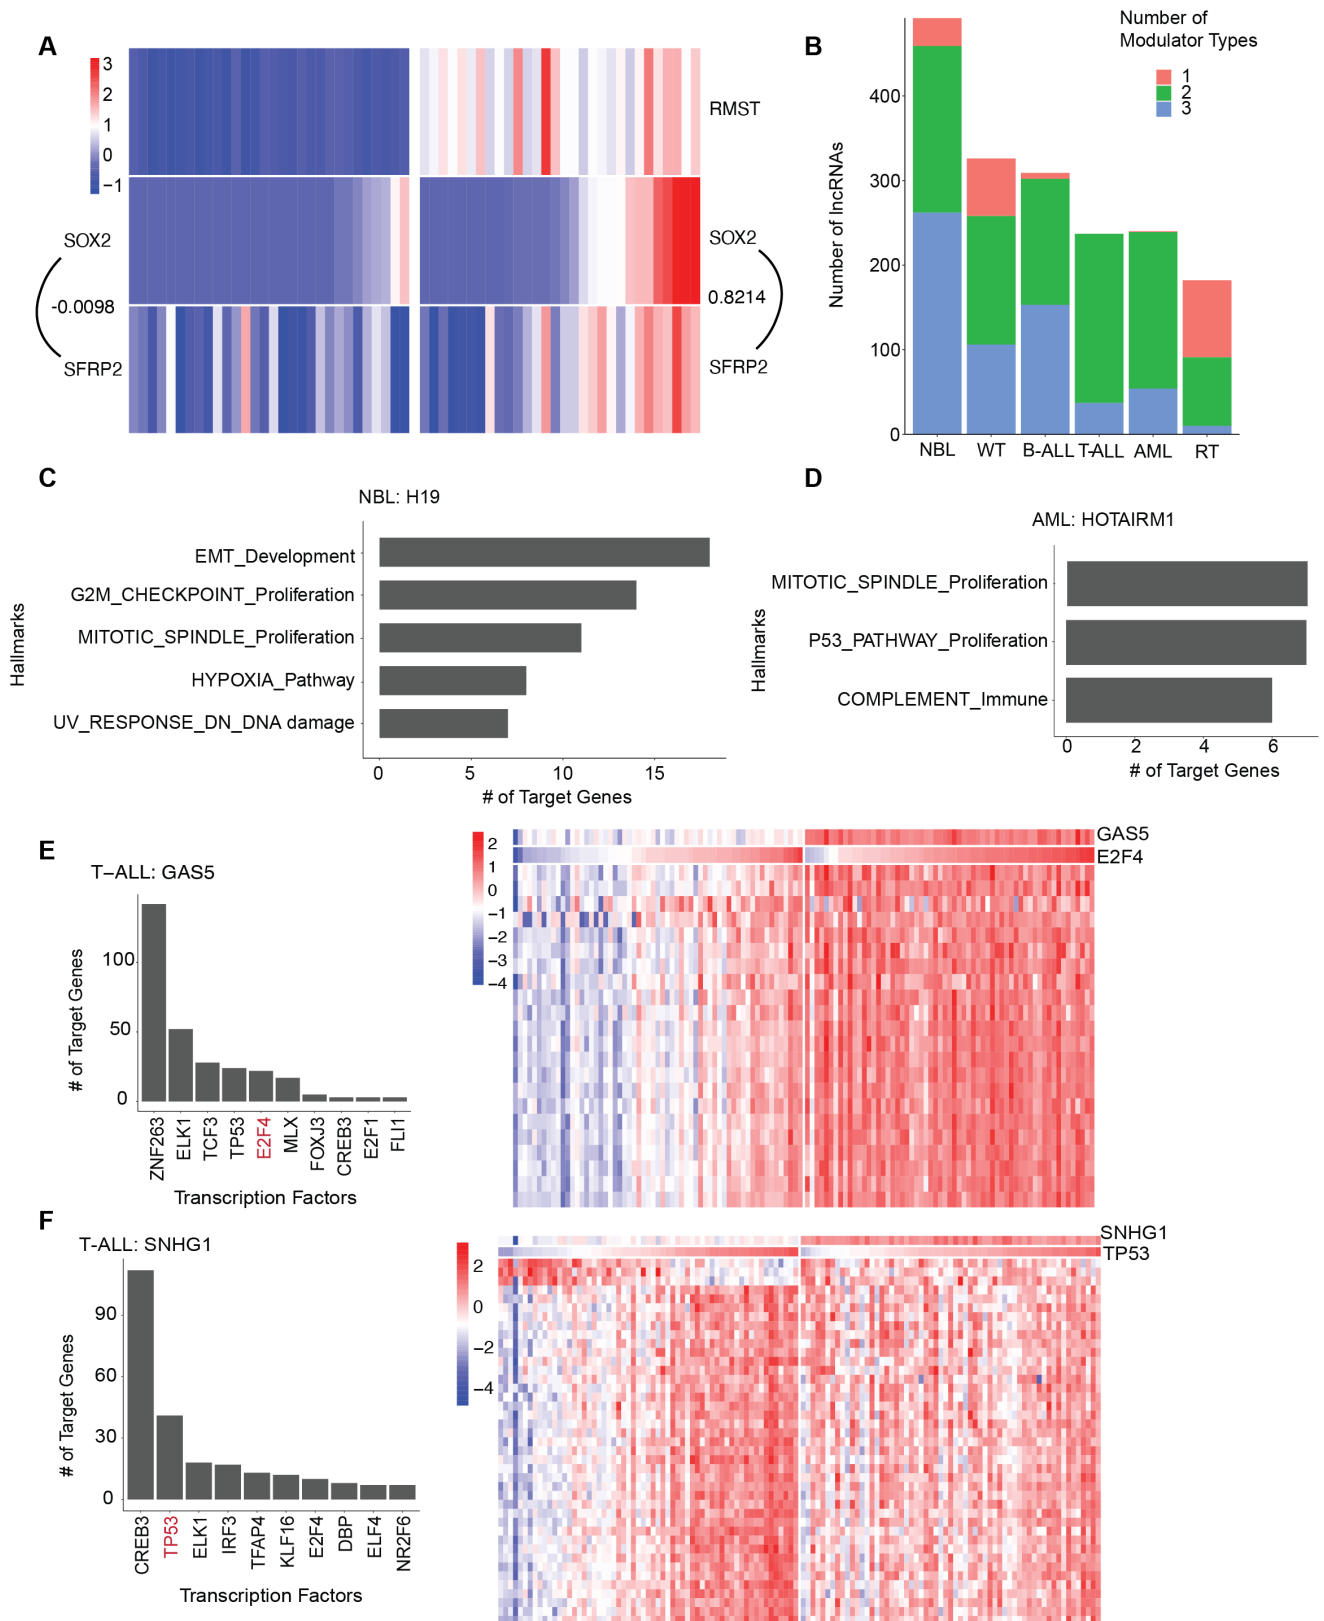 A
3
2
1
0
−1
RMST
SOX2
-0.0098
SFRP2
SOX2
0.8214
SFRP2
B
Number of
Modulator Types
1
2
3
Number of lncRNAs
400
300
200
100
0
NBL WT B-ALL T-ALL AML RT
C
NBL: H19
Hallmarks
EMT_Development
G2M_CHECKPOINT_Proliferation
MITOTIC_SPINDLE_Proliferation
HYPOXIA_Pathway
UV_RESPONSE_DN_DNA damage
0 5 10 15
# of Target Genes
D
AML: HOTAIRM1
Hallmarks
MITOTIC_SPINDLE_Proliferation
P53_PATHWAY_Proliferation
COMPLEMENT_Immune
0 2 4 6
# of Target Genes
E
T−ALL: GAS5
# of Target Genes
100
50
0
ZNF263
ELK1
TCF3
TP53
E2F4
MLX
FOXJ3
CREB3
E2F1
FLI1
Transcription Factors
2
1
0
−1
−2
−3
−4
GAS5
E2F4
F
T-ALL: SNHG1
# of Target Genes
90
60
30
0
CREB3
TP53
ELK1
IRF3
TFAP4
KLF16
E2F4
DBP
ELF4
NR2F6
Transcription Factors
2
0
−2
−4
SNHG1
TP53